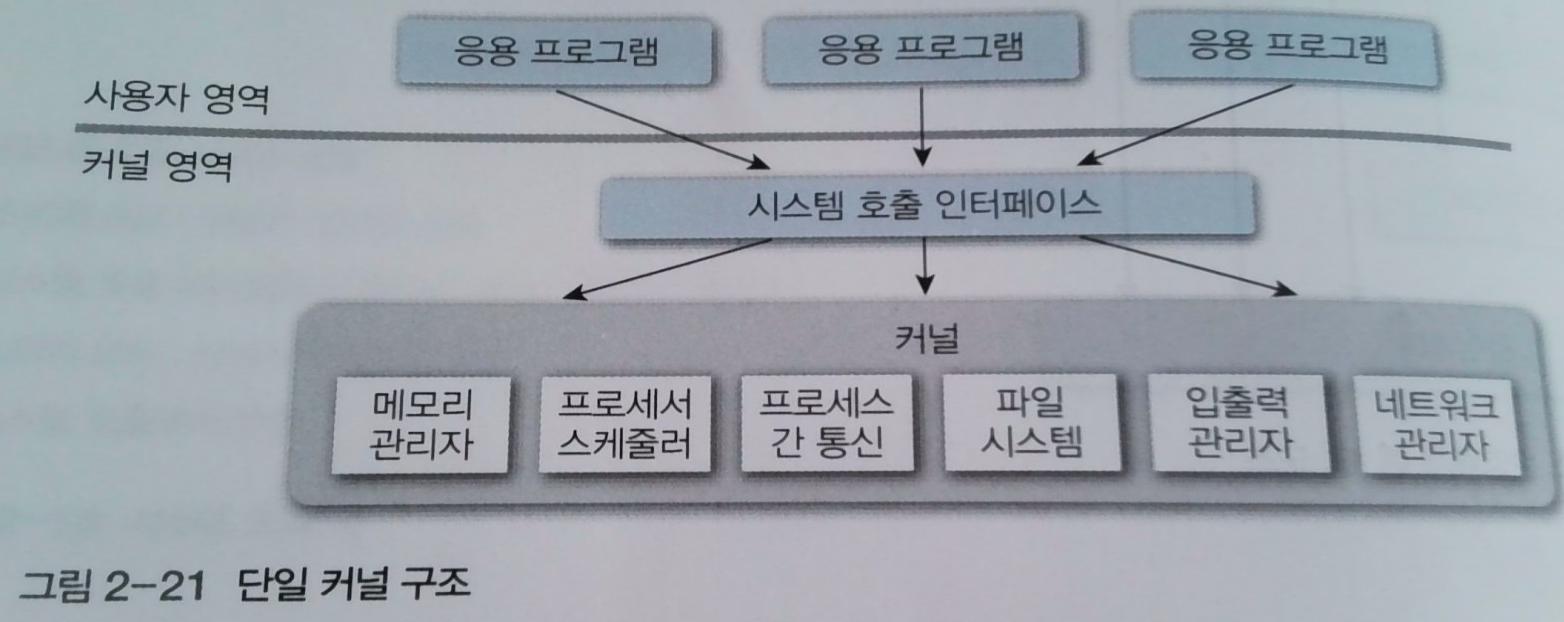 응용 프로그램 응용 프로그램 응용 프로그램
사용자 영역
커널 영역
시스템 호출 인터페이스
커널
메모리
관리자
프로세서
스케줄러
프로세스
간 통신
파일
시스템
입출력
관리자
네트워크
관리자
그림 2-21 단일 커널 구조